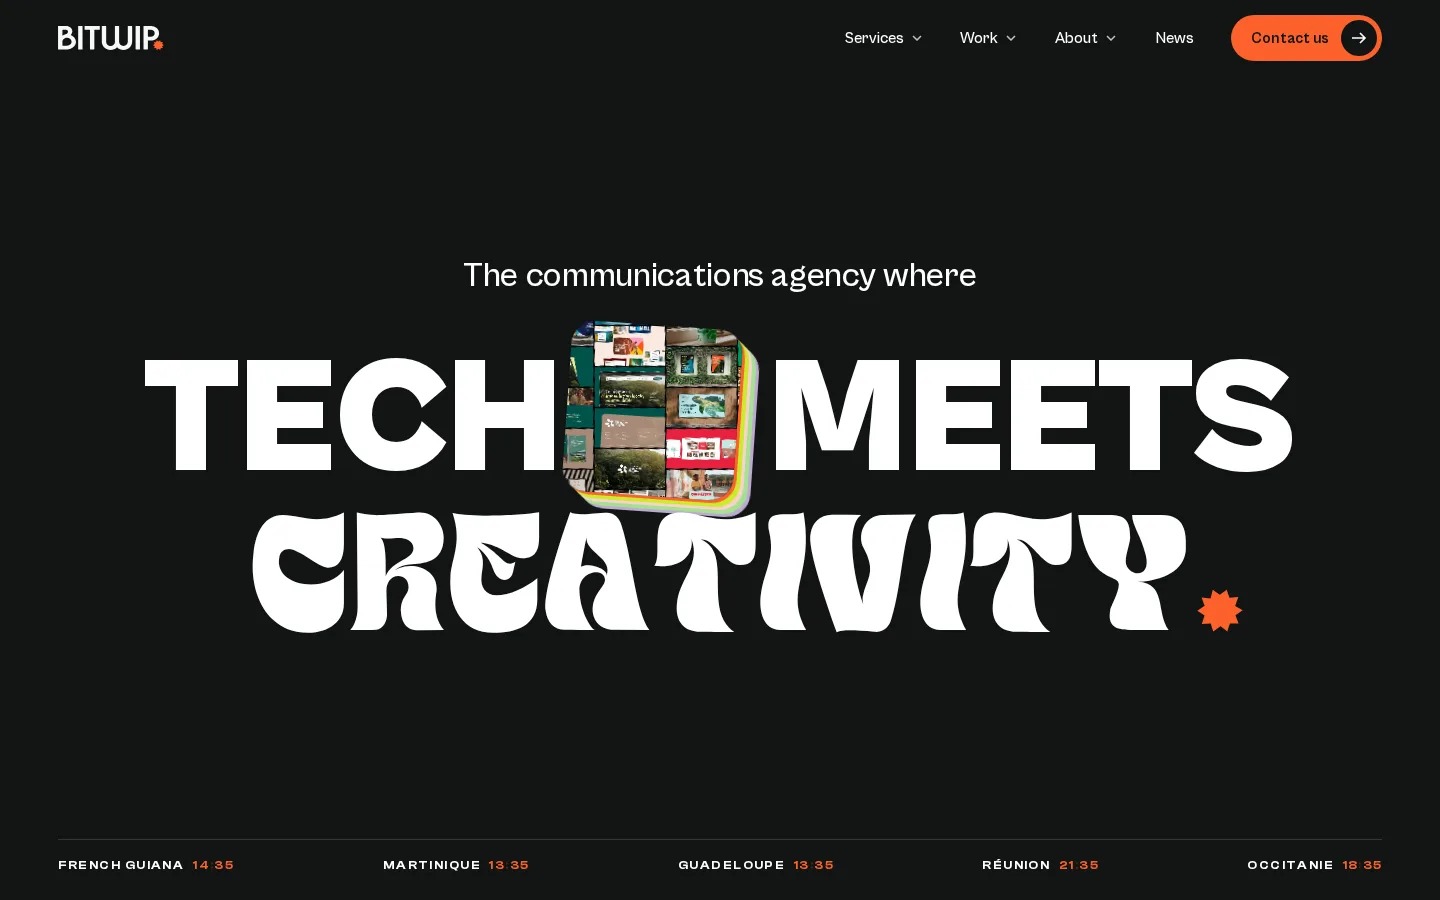 BITWIP
Services
Work
About
News
Contact us
The communications agency where
TECH MEETS
CREATIVITY
FRENCH GUIANA 14:35
MARTINIQUE 13:35
GUADELOUPE 13:35
RÉUNION 21:35
OCCITANIE 18:35